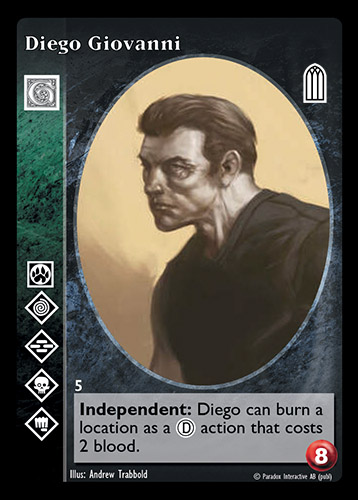 Diego Giovanni
G
5
Independent: Diego can burn a
location as a Ⓓ action that costs
2 blood.
8
Illus: Andrew Trabbold
© Paradox Interactive AB (publ)